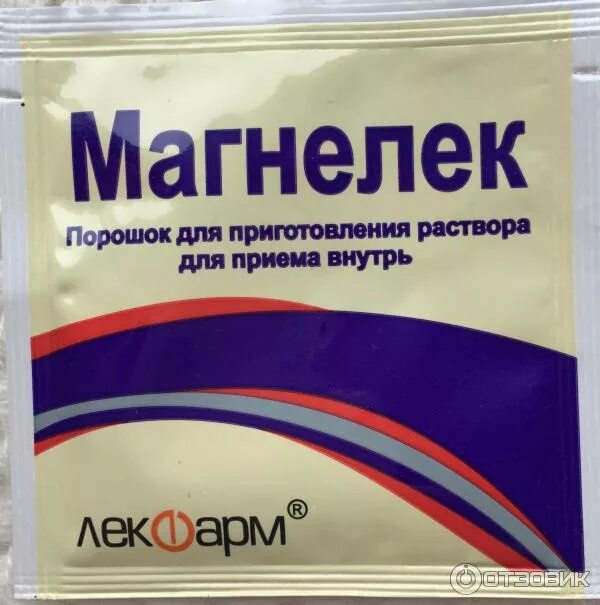 Магнелек
Порошок для приготовления раствора
для приема внутрь
лекФарм®
ОТЗОВИК